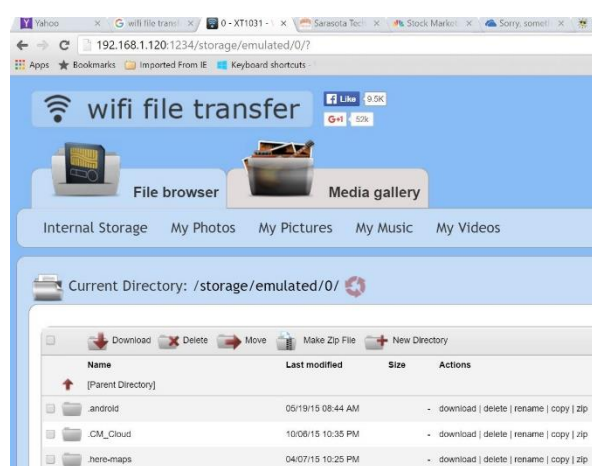 Yahoo
G wifi file transf
0 - XT1031 -
Sarasota Tech
Stock Market
Sorry, someth
192.168.1.120:1234/storage/emulated/0/?
Apps Bookmarks Imported From IE Keyboard shortcuts -
wifi file transfer
Like 9.5K
G+1 52k
File browser Media gallery
Internal Storage My Photos My Pictures My Music My Videos
Current Directory: /storage/emulated/0/
Download Delete Move Make Zip File New Directory
Name Last modified Size Actions
[Parent Directory]
.android 05/19/15 08:44 AM - download | delete | rename | copy | zip
.CM_Cloud 10/06/15 10:35 PM - download | delete | rename | copy | zip
.here-maps 04/07/15 10:25 PM - download | delete | rename | copy | zip